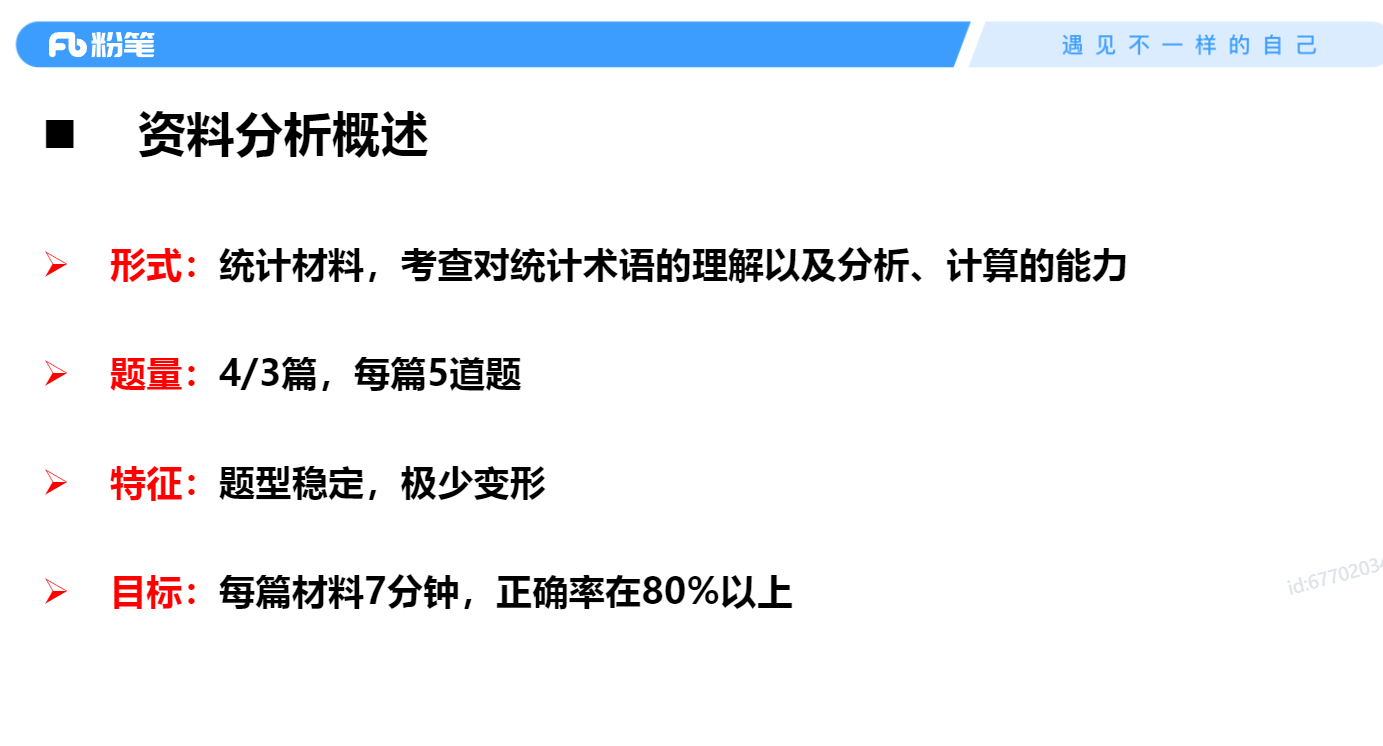 粉笔
遇见不一样的自己
资料分析概述
形式：统计材料，考查对统计术语的理解以及分析、计算的能力
题量：4/3篇，每篇5道题
特征：题型稳定，极少变形
目标：每篇材料7分钟，正确率在80%以上
id:6770203